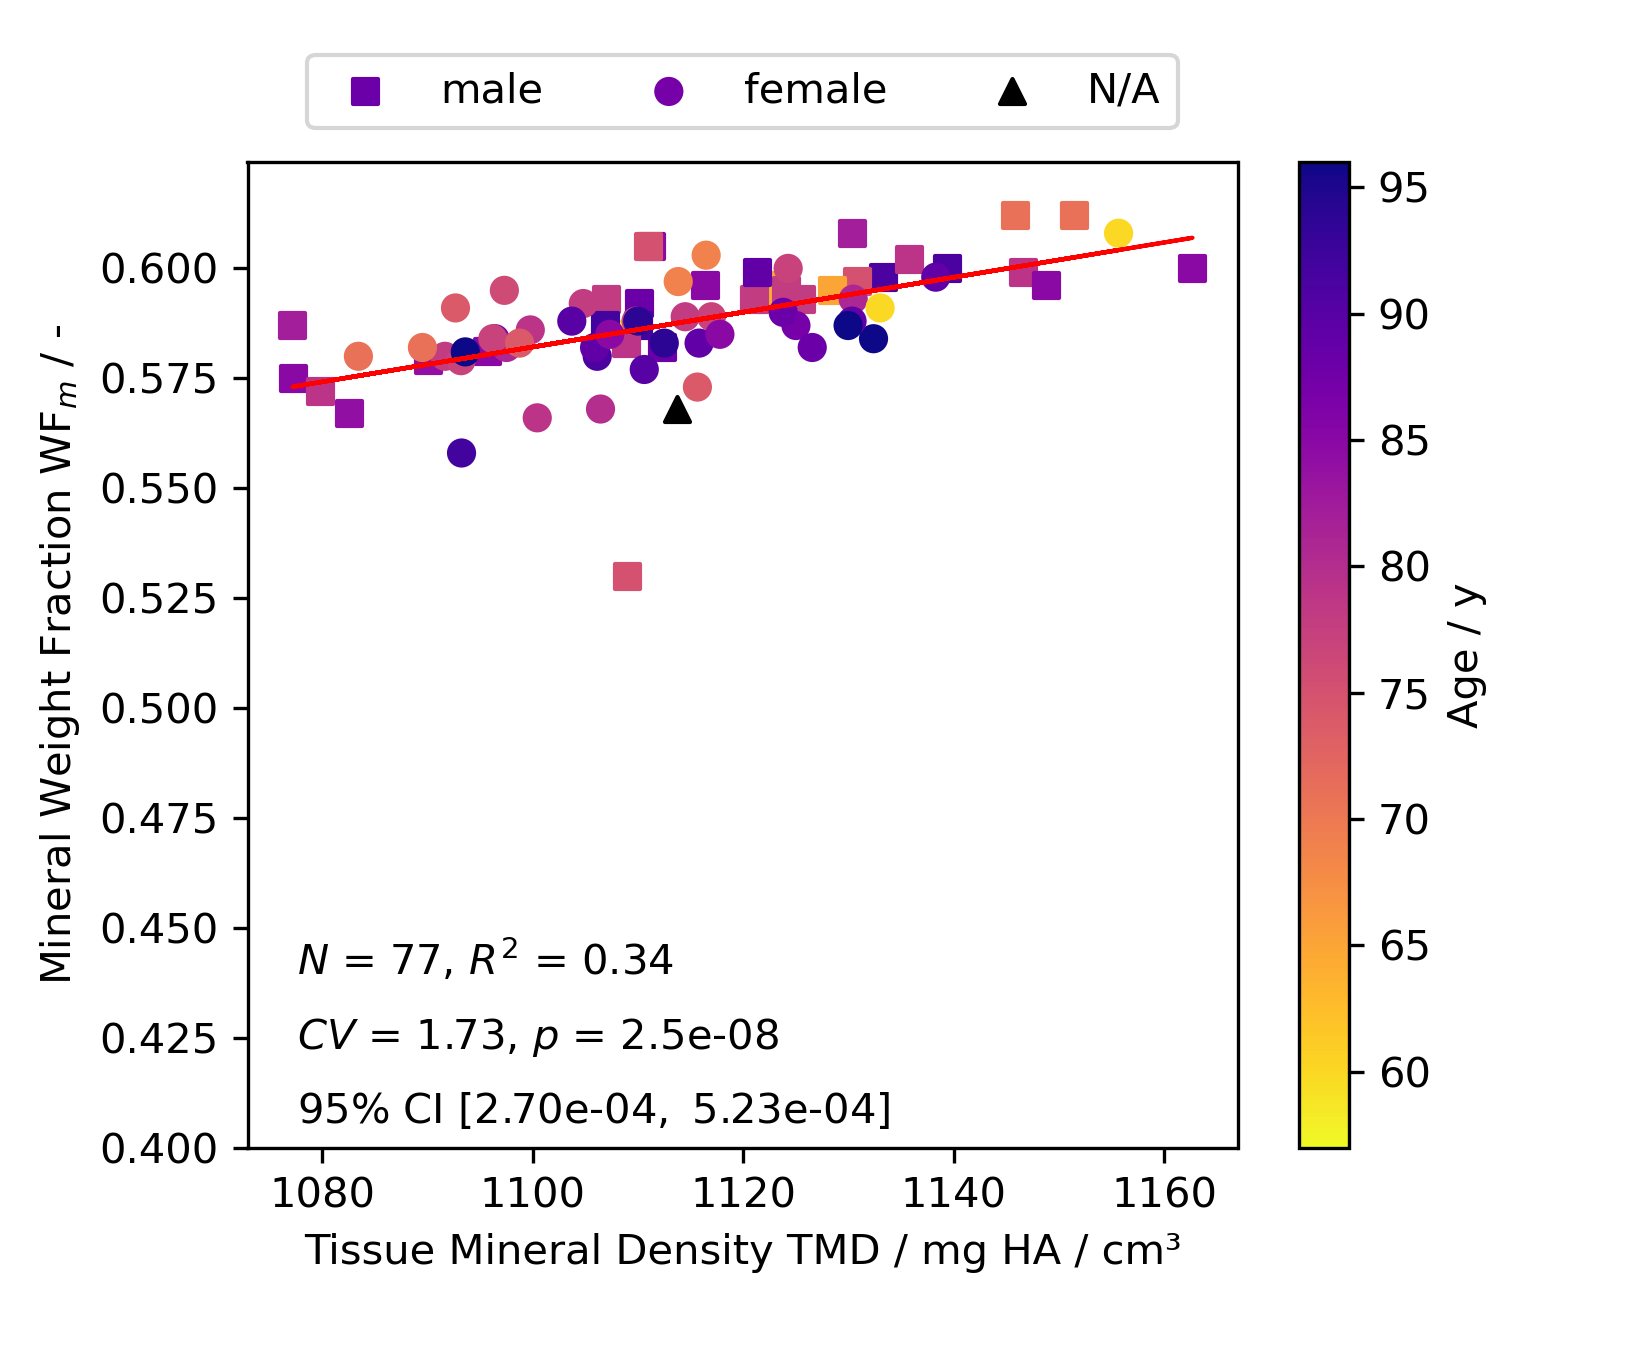 male female N/A
Mineral Weight Fraction WFₘ / -
0.600
0.575
0.550
0.525
0.500
0.475
0.450
0.425
0.400
N = 77, R² = 0.34
CV = 1.73, p = 2.5e-08
95% CI [2.70e-04, 5.23e-04]
1080 1100 1120 1140 1160
Tissue Mineral Density TMD / mg HA / cm³
95
90
85
80
75
70
65
60
Age / y